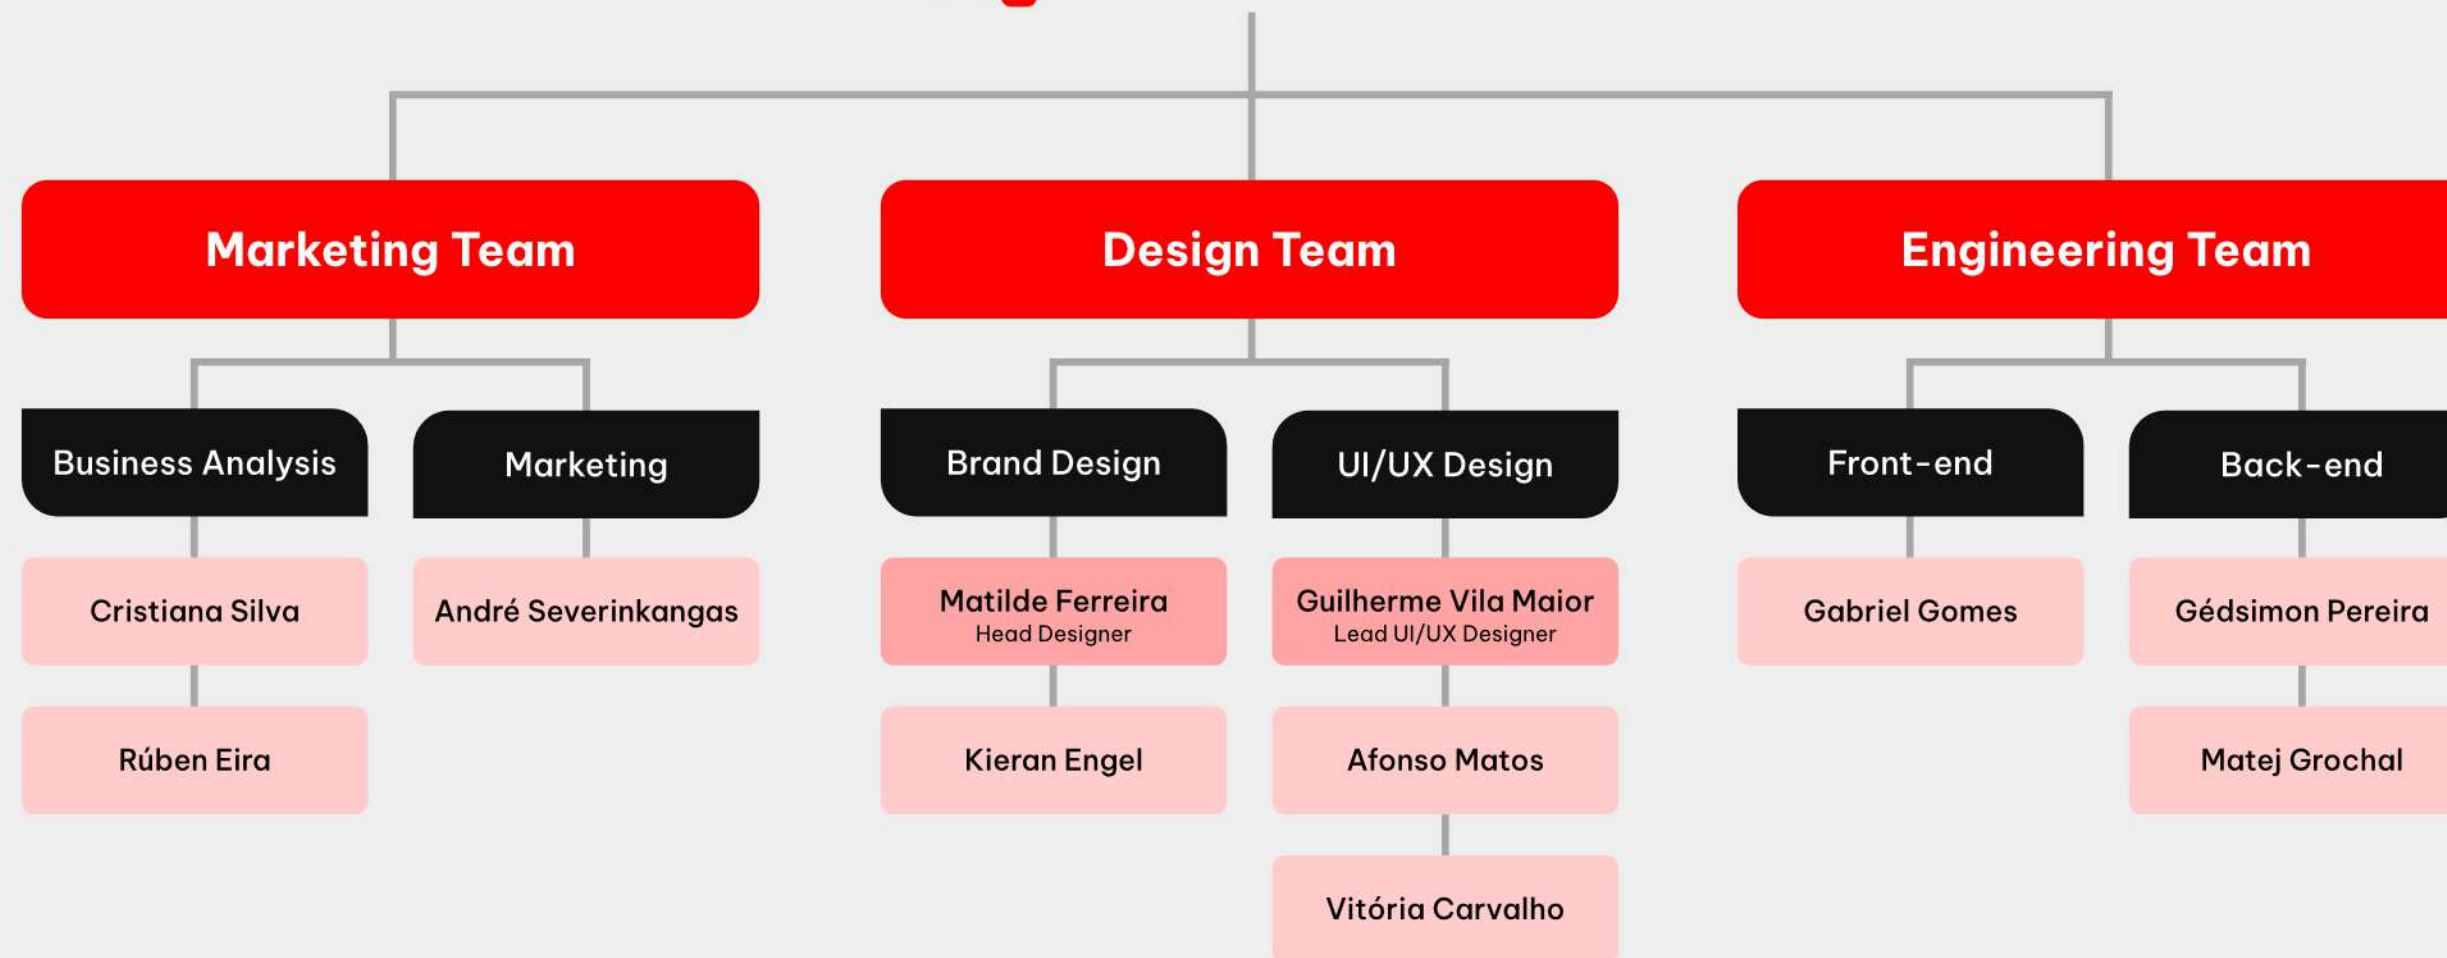 Marketing Team
Design Team
Engineering Team
Business Analysis
Marketing
Brand Design
UI/UX Design
Front-end
Back-end
Cristiana Silva
André Severinkangas
Matilde Ferreira
Head Designer
Guilherme Vila Maior
Lead UI/UX Designer
Gabriel Gomes
Gédsimon Pereira
Rúben Eira
Kieran Engel
Afonso Matos
Matej Grochal
Vitória Carvalho